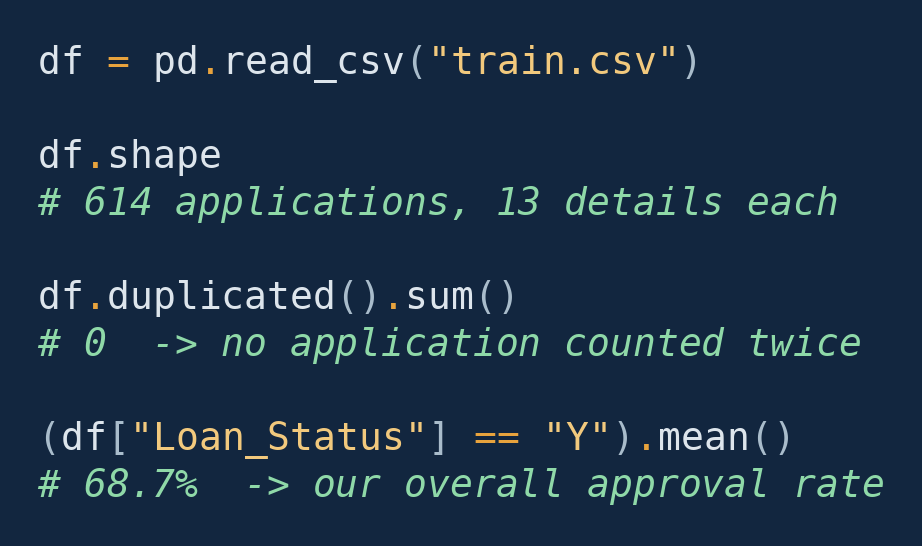 df = pd.read_csv("train.csv")
df.shape
# 614 applications, 13 details each
df.duplicated().sum()
# 0  -> no application counted twice
(df["Loan_Status"] == "Y").mean()
# 68.7%  -> our overall approval rate